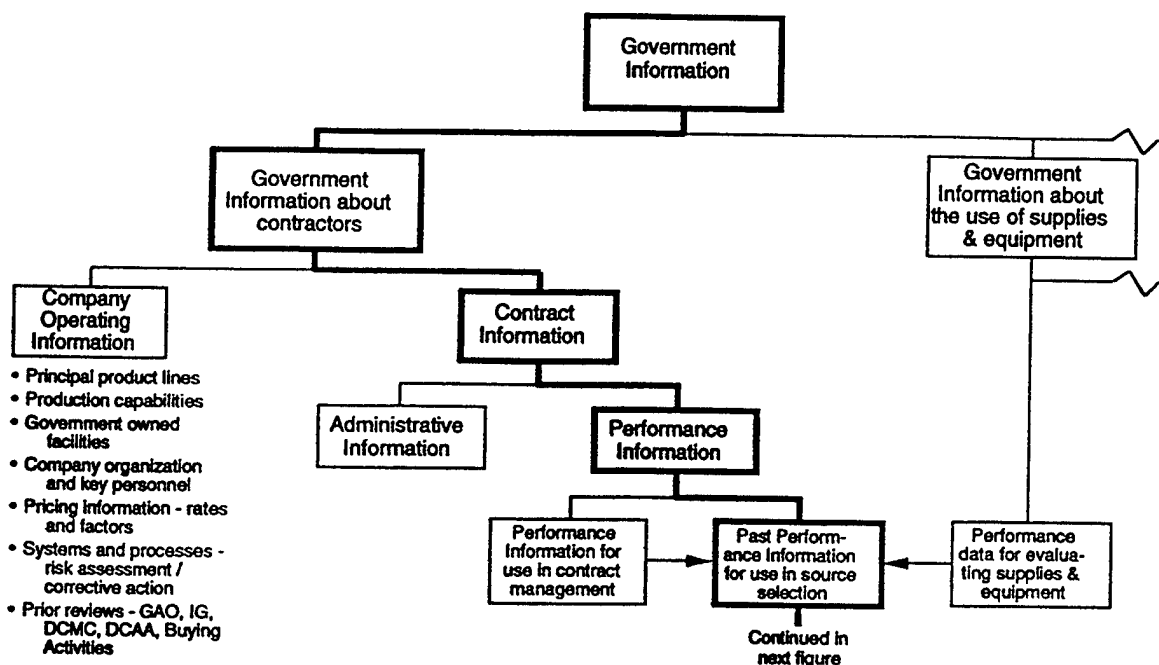 Government
Information
Government
Information about
contractors
Government
Information about
the use of supplies
& equipment
Company
Operating
Information
Contract
Information
• Principal product lines
• Production capabilities
• Government owned
facilities
• Company organization
and key personnel
• Pricing information - rates
and factors
• Systems and processes -
risk assessment /
corrective action
• Prior reviews - GAO, IG,
DCMC, DCAA, Buying
Activities
Administrative
Information
Performance
Information
Performance
Information for
use in contract
management
Past Perform-
ance Information
for use in source
selection
Performance
data for evalua-
ting supplies &
equipment
Continued in
next figure